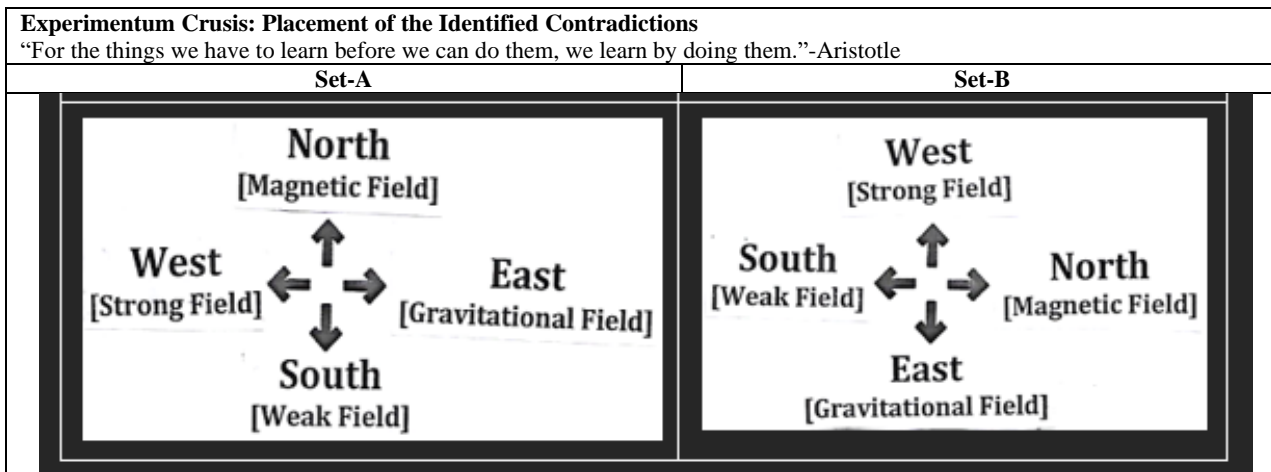 Experimentum Crusis: Placement of the Identified Contradictions
“For the things we have to learn before we can do them, we learn by doing them.”-Aristotle
Set-A
Set-B
North
[Magnetic Field]
West
[Strong Field]
East
[Gravitational Field]
South
[Weak Field]
West
[Strong Field]
South
[Weak Field]
North
[Magnetic Field]
East
[Gravitational Field]